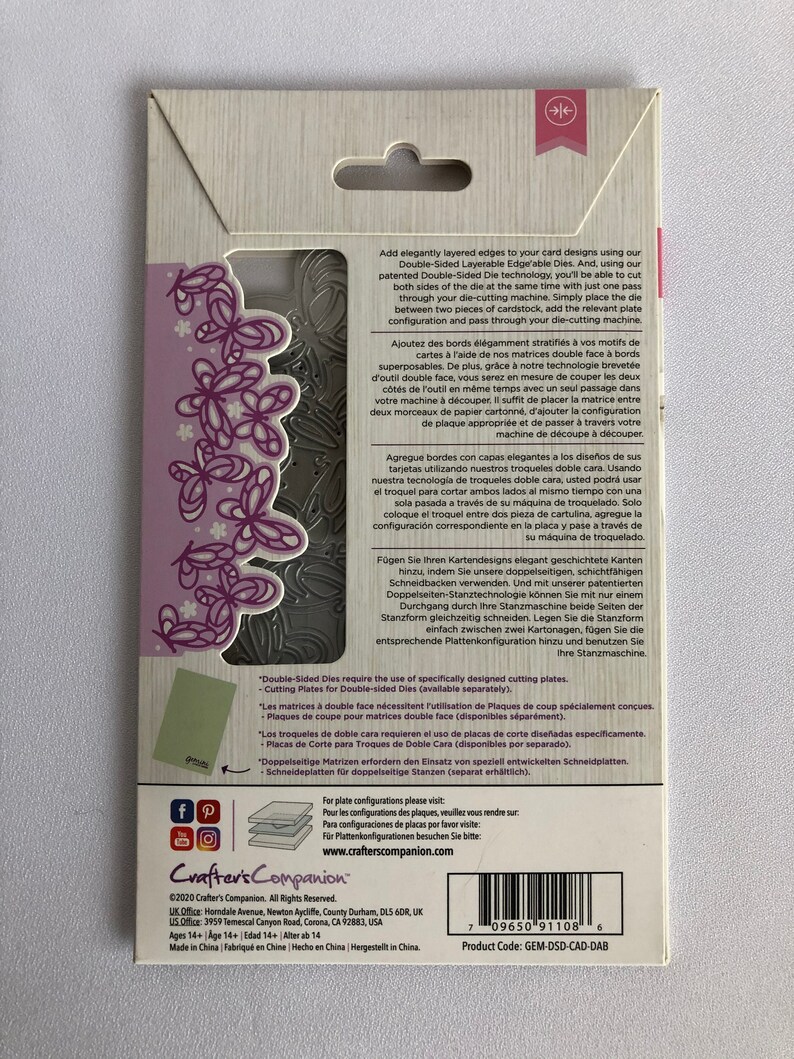 Add elegantly layered edges to your card designs using our
Double-Sided Layerable Edge'able Dies. And, using our
patented Double-Sided Die technology, you'll be able to cut
both sides of the die at the same time with just one pass
through your die-cutting machine. Simply place the die
between two pieces of cardstock, add the relevant plate
configuration and pass through your die-cutting machine.
Ajoutez des bords élégamment stratifiés à vos motifs de
cartes à l'aide de nos matrices double face à bords
superposables. De plus, grâce à notre technologie brevetée
d'outil double face, vous serez en mesure de couper les deux
côtés de l'outil en même temps avec un seul passage dans
votre machine à découper. Il suffit de placer la matrice entre
deux morceaux de papier cartonné, d'ajouter la configuration
de plaque appropriée et de passer à travers votre
machine de découpe à découper.
Agregue bordes con capas elegantes a los diseños de sus
tarjetas utilizando nuestros troqueles doble cara. Usando
nuestra tecnología de troqueles doble cara, usted podrá usar
el troquel para cortar ambos lados al mismo tiempo con una
sola pasada a través de su máquina de troquelado. Solo
coloque el troquel entre dos pieza de cartulina, agregue la
configuración correspondiente en la placa y pase a través de
su máquina de troquelado.
Fügen Sie Ihren Kartendesigns elegant geschichtete Kanten
hinzu, indem Sie unsere doppelseitigen, schichtfähigen
Schneidbacken verwenden. Und mit unserer patentierten
Doppelseiten-Stanztechnologie können Sie mit nur einem
Durchgang durch Ihre Stanzmaschine beide Seiten der
Stanzform gleichzeitig schneiden. Legen Sie die Stanzform
einfach zwischen zwei Kartonagen, fügen Sie die
entsprechende Plattenkonfiguration hinzu und benutzen Sie
Ihre Stanzmaschine.
*Double-Sided Dies require the use of specifically designed cutting plates.
- Cutting Plates for Double-sided Dies (available separately).
*Les matrices à double face nécessitent l'utilisation de Plaques de coup spécialement conçues.
- Plaques de coupe pour matrices double face (disponibles séparément).
*Los troqueles de doble cara requieren el uso de placas de corte diseñadas específicamente.
- Placas de Corte para Troques de Doble Cara (disponibles por separado).
*Doppelseitige Matrizen erfordern den Einsatz von speziell entwickelten Schneidplatten.
- Schneideplatten für doppelseitige Stanzen (separat erhältlich).
gemini
You
Tube
For plate configurations please visit:
Pour les configurations des plaques, veuillez vous rendre sur:
Para configuraciones de placas por favor visite:
Für Plattenkonfigurationen besuchen Sie bitte:
www.crafterscompanion.com
Crafter's Companion™
©2020 Crafter's Companion. All Rights Reserved.
UK Office: Horndale Avenue, Newton Aycliffe, County Durham, DL5 6DR, UK
US Office: 3959 Temescal Canyon Road, Corona, CA 92883, USA
Ages 14+ | Âge 14+ | Edad 14+ | Alter ab 14
Made in China | Fabriqué en Chine | Hecho en China | Hergestellt in China.
7 09650 91108 6
Product Code: GEM-DSD-CAD-DAB